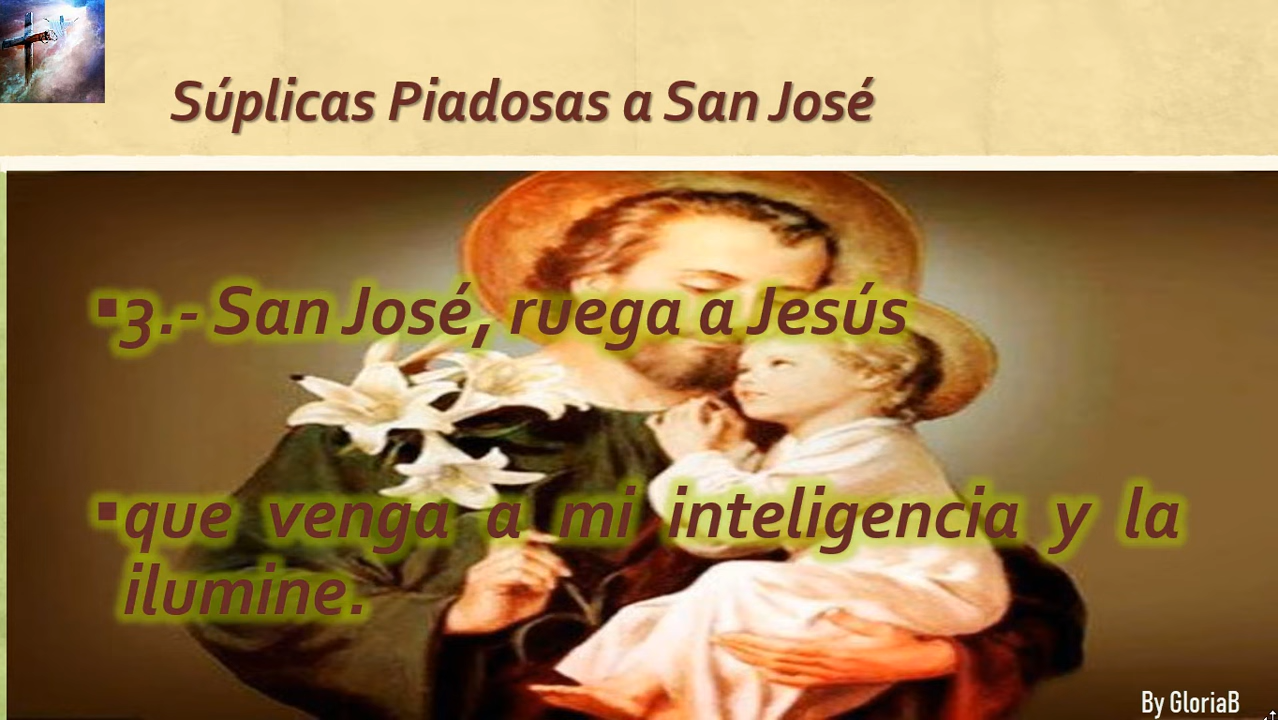 Súplicas Piadosas a San José
▪3.- San José, ruega a Jesús
▪que venga a mi inteligencia y la
ilumine.
By GloriaB